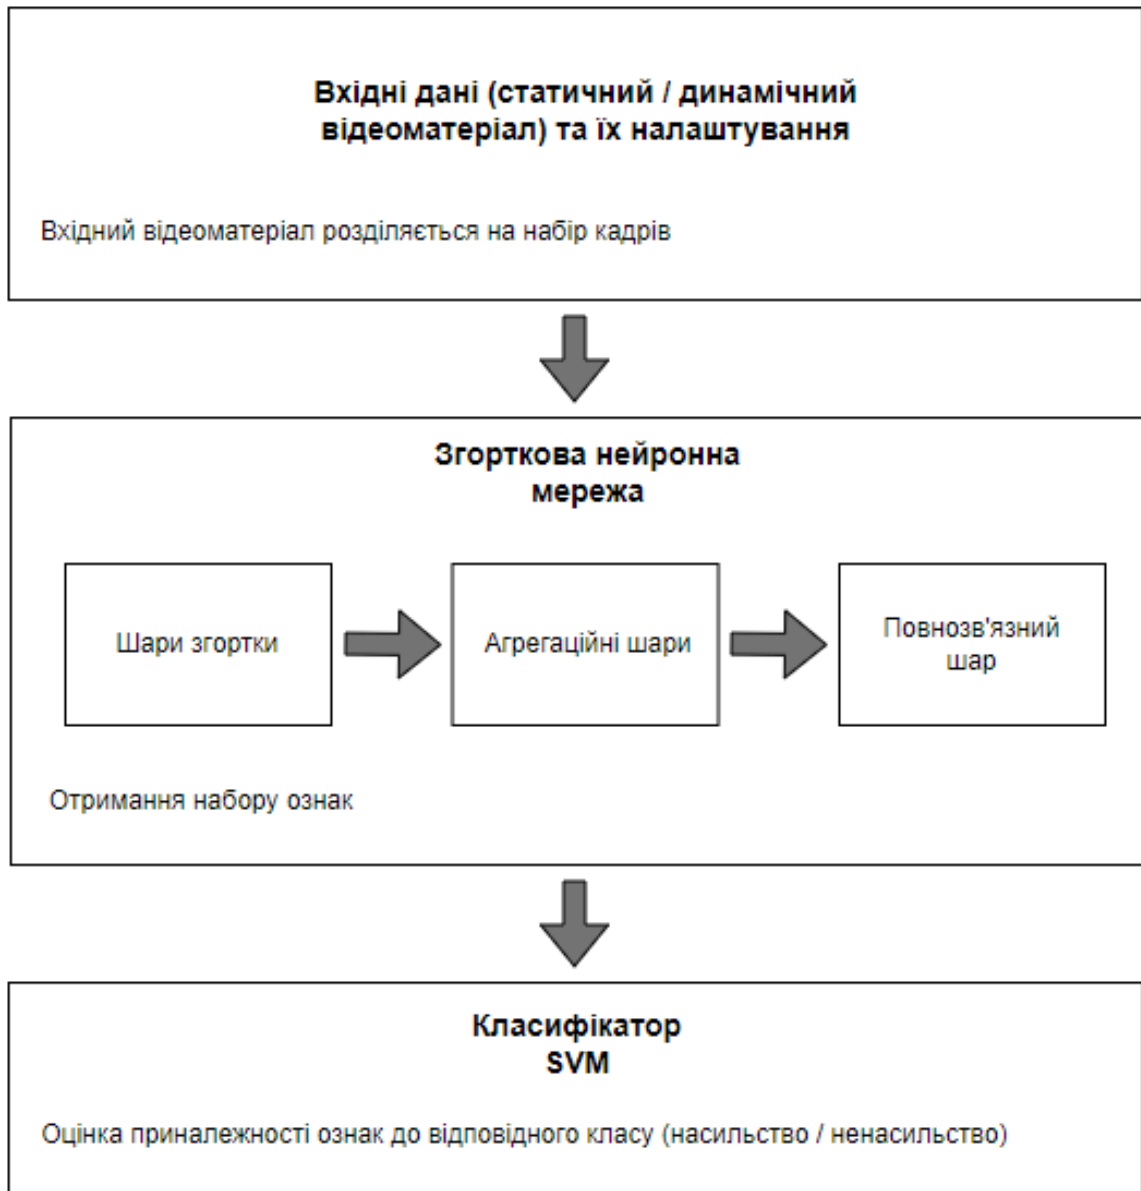 Вхідні дані (статичний / динамічний
відеоматеріал) та їх налаштування
Вхідний відеоматеріал розділяється на набір кадрів
Згорткова нейронна
мережа
Шари згортки
Агрегаційні шари
Повнозв'язний
шар
Отримання набору ознак
Класифікатор
SVM
Оцінка приналежності ознак до відповідного класу (насильство / ненасильство)